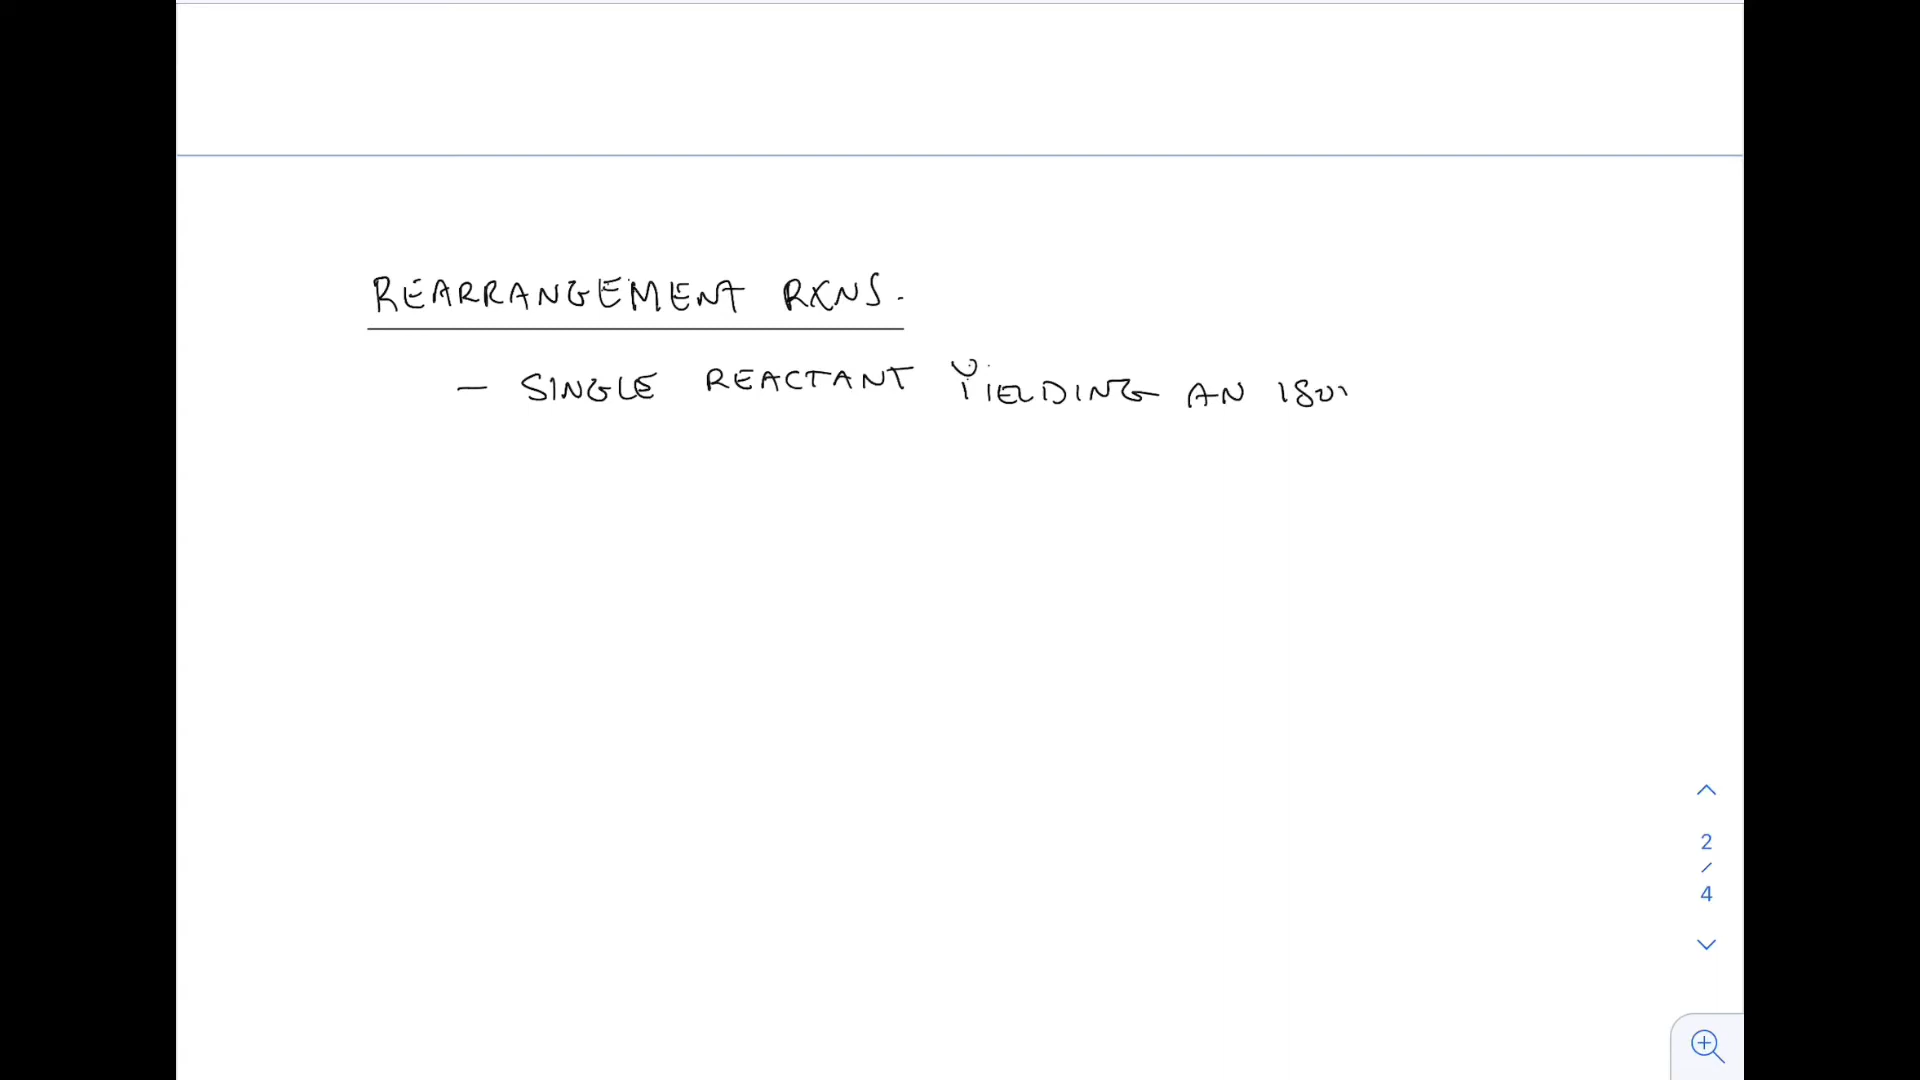 REARRANGEMENT RXNS.
— SINGLE REACTANT YIELDING AN
2
/
4